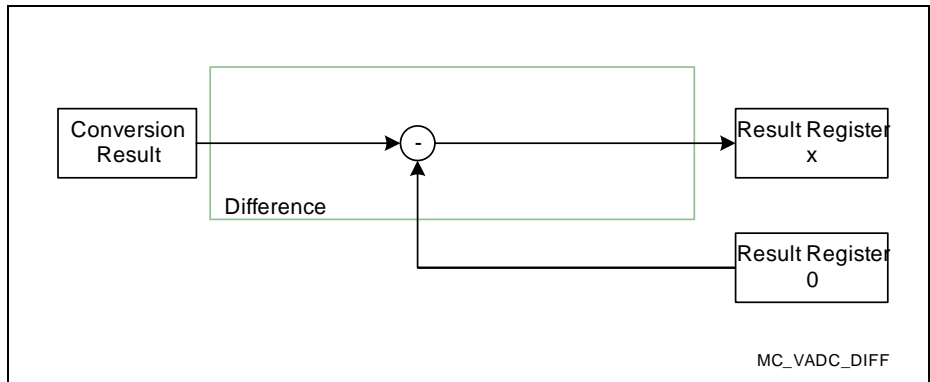 Conversion
Result
-
Result Register
x
Difference
Result Register
0
MC_VADC_DIFF